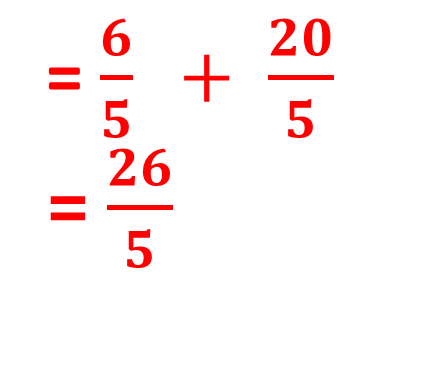 = 6/5 + 20/5
= 26/5